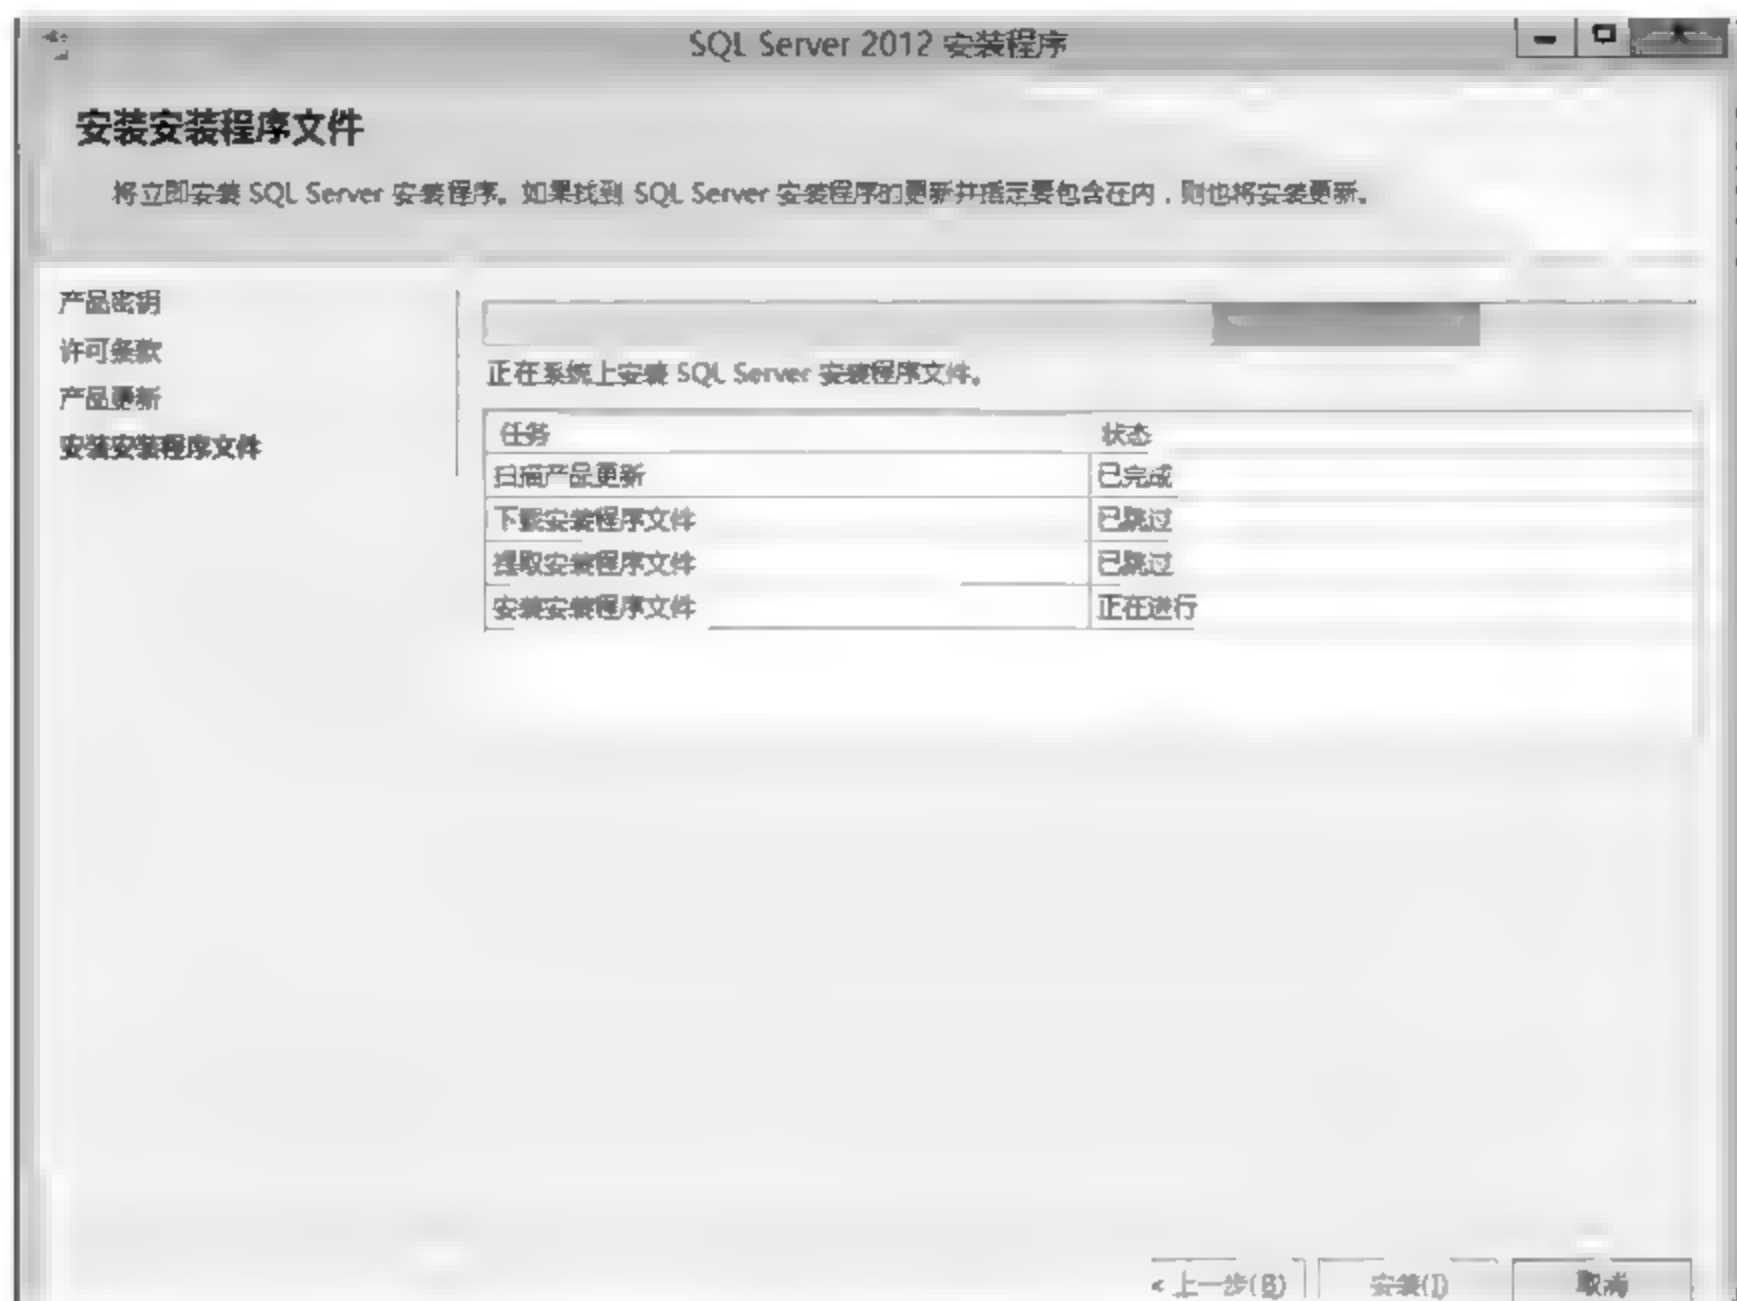 SQL Server 2012 安装程序
安装安装程序文件
将立即安装 SQL Server 安装程序。如果找到 SQL Server 安装程序的更新并指定要包含在内，则也将安装更新。
产品密钥
许可条款
产品更新
安装安装程序文件
正在系统上安装 SQL Server 安装程序文件。
任务 状态
扫描产品更新 已完成
下载安装程序文件 已跳过
提取安装程序文件 已跳过
安装安装程序文件 正在进行
< 上一步(B) 安装(I) 取消